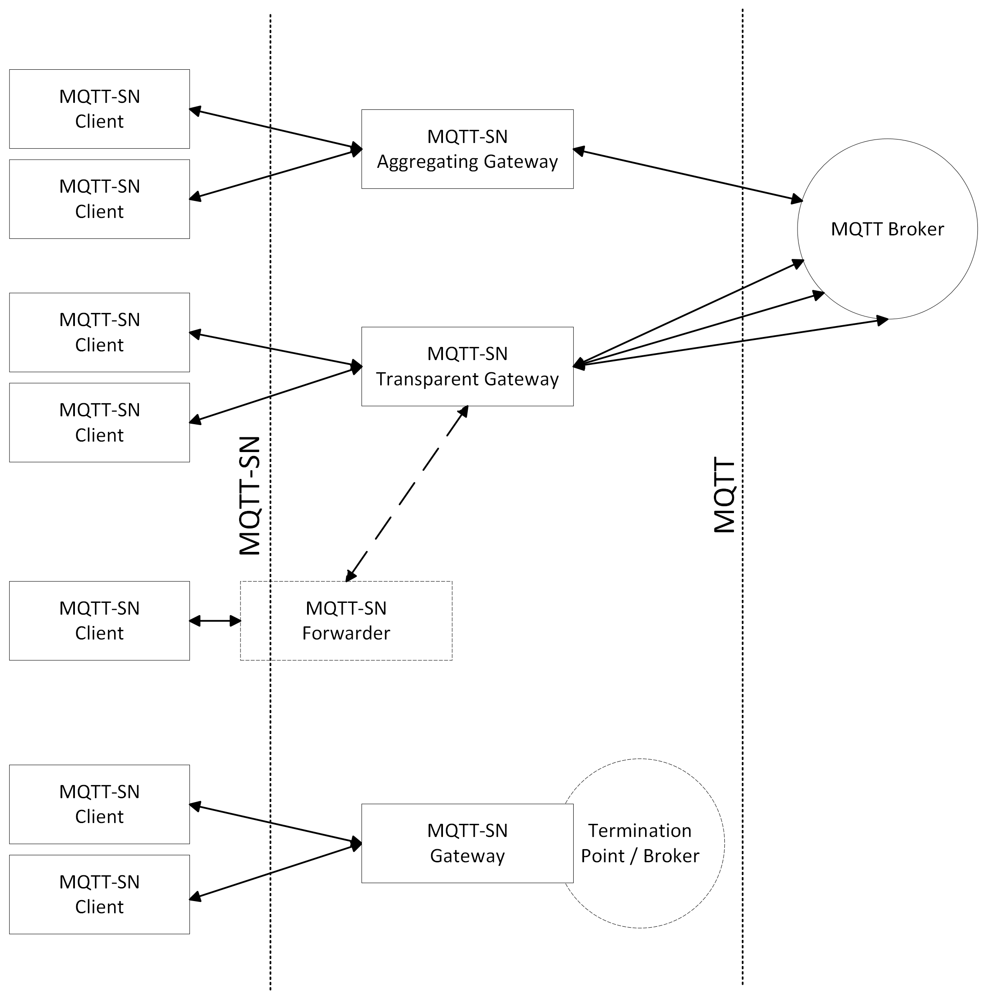 MQTT-SN
Client
MQTT-SN
Aggregating Gateway
MQTT-SN
Client
MQTT Broker
MQTT-SN
Client
MQTT-SN
Transparent Gateway
MQTT-SN
Client
MQTT-SN
MQTT
MQTT-SN
Client
MQTT-SN
Forwarder
MQTT-SN
Client
MQTT-SN
Gateway
Termination
Point / Broker
MQTT-SN
Client